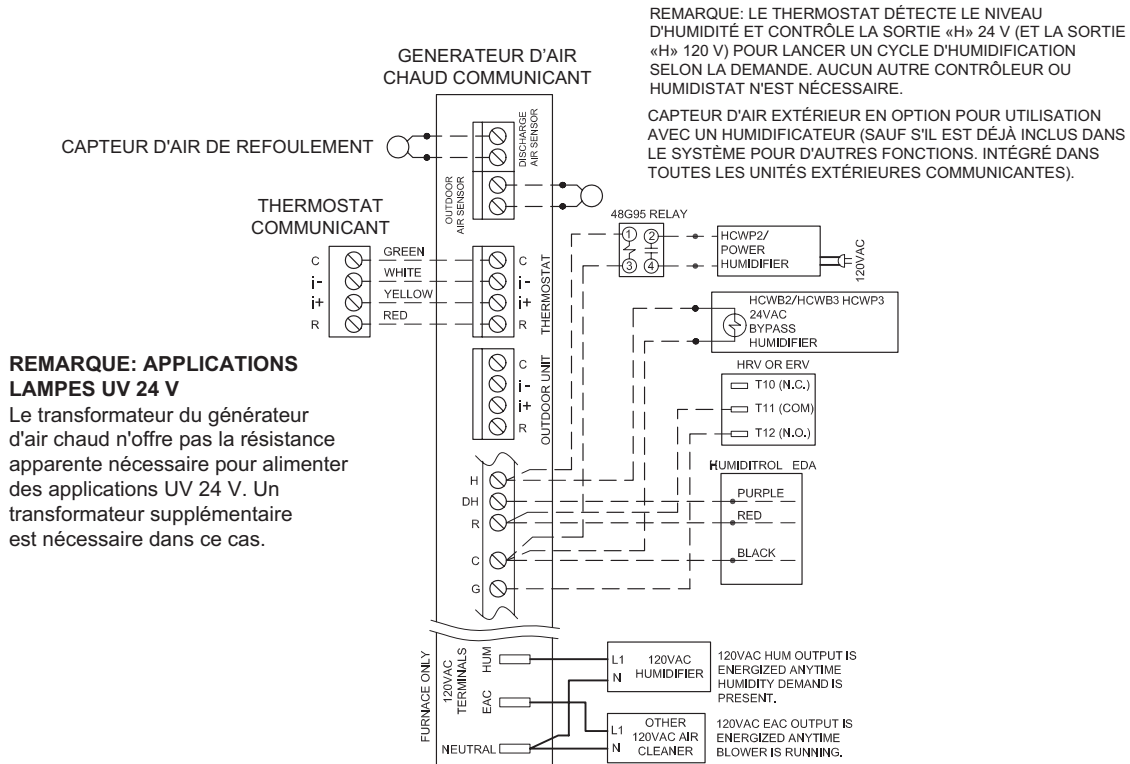 REMARQUE: LE THERMOSTAT DÉTECTE LE NIVEAU
D'HUMIDITÉ ET CONTRÔLE LA SORTIE «H» 24 V (ET LA SORTIE
«H» 120 V) POUR LANCER UN CYCLE D'HUMIDIFICATION
SELON LA DEMANDE. AUCUN AUTRE CONTRÔLEUR OU
HUMIDISTAT N'EST NÉCESSAIRE.
CAPTEUR D'AIR EXTÉRIEUR EN OPTION POUR UTILISATION
AVEC UN HUMIDIFICATEUR (SAUF S'IL EST DÉJÀ INCLUS DANS
LE SYSTÈME POUR D'AUTRES FONCTIONS. INTÉGRÉ DANS
TOUTES LES UNITÉS EXTÉRIEURES COMMUNICANTES).
GENERATEUR D'AIR
CHAUD COMMUNICANT
CAPTEUR D'AIR DE REFOULEMENT
DISCHARGE
AIR SENSOR
OUTDOOR
AIR SENSOR
THERMOSTAT
COMMUNICANT
C
i-
i+
R
GREEN
WHITE
YELLOW
RED
C
i-
i+
R
THERMOSTAT
C
i-
i+
R
OUTDOOR UNIT
48G95 RELAY
1
2
3
4
HCWP2/
POWER
HUMIDIFIER
120VAC
HCWB2/HCWB3 HCWP3
24VAC
BYPASS
HUMIDIFIER
HRV OR ERV
T10 (N.C.)
T11 (COM)
T12 (N.O.)
HUMIDITROL EDA
PURPLE
RED
BLACK
REMARQUE: APPLICATIONS
LAMPES UV 24 V
Le transformateur du générateur
d'air chaud n'offre pas la résistance
apparente nécessaire pour alimenter
des applications UV 24 V. Un
transformateur supplémentaire
est nécessaire dans ce cas.
H
DH
R
C
G
FURNACE ONLY
120VAC
TERMINALS
HUM
EAC
NEUTRAL
L1
N
120VAC
HUMIDIFIER
120VAC HUM OUTPUT IS
ENERGIZED ANYTIME
HUMIDITY DEMAND IS
PRESENT.
L1
N
OTHER
120VAC AIR
CLEANER
120VAC EAC OUTPUT IS
ENERGIZED ANYTIME
BLOWER IS RUNNING.